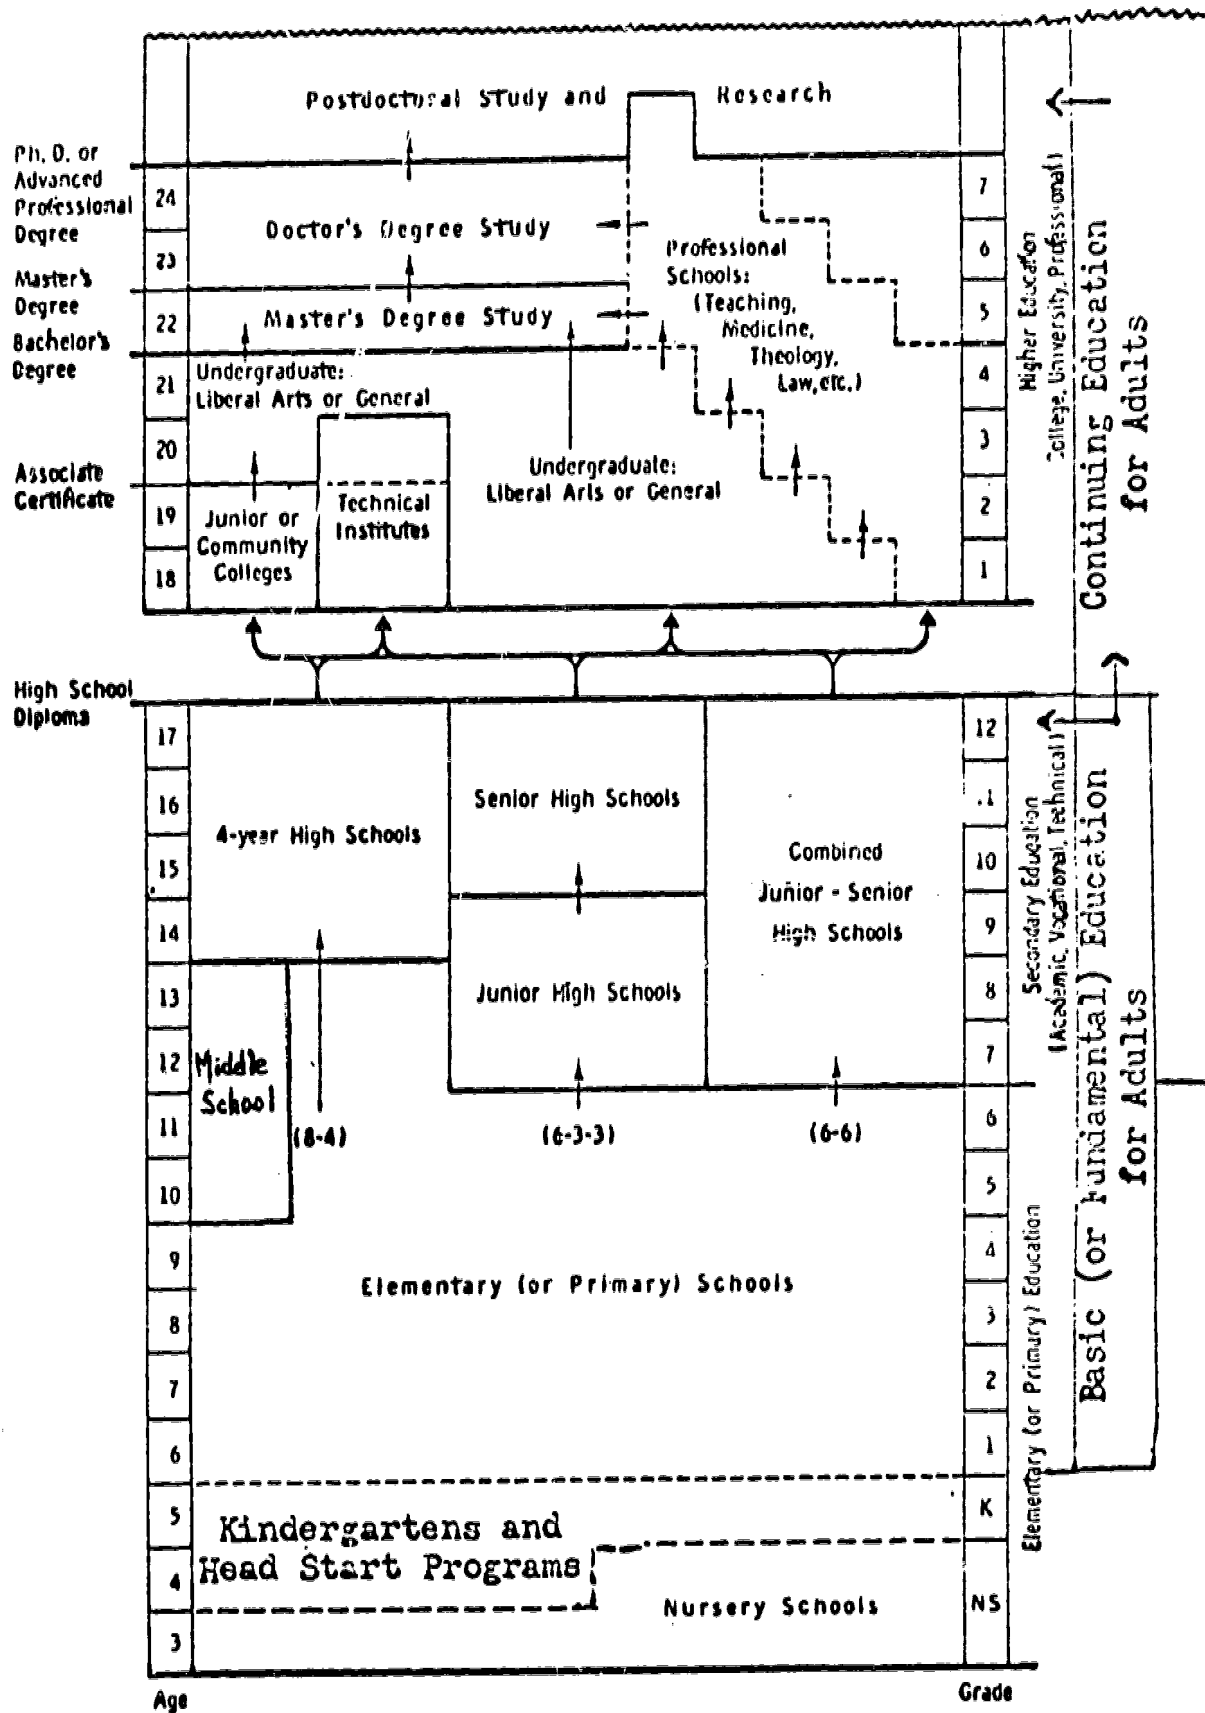 Postdoctoral Study and Research
Ph. D. or
Advanced
Professional
Degree
24
7
Doctor's Degree Study
23
6
Professional
Schools:
(Teaching,
Medicine,
Theology,
Law, etc.)
Master's
Degree
22
Master's Degree Study
5
Bachelor's
Degree
21
Undergraduate:
Liberal Arts or General
4
20
3
Undergraduate:
Liberal Arts or General
Associate
Certificate
19
Junior or
Community
Colleges
Technical
Institutes
2
18
1
Higher Education
College, University, Professional)
Continuing Education
for Adults
High School
Diploma
17
12
16
Senior High Schools
.1
4-year High Schools
15
Combined
Junior - Senior
High Schools
10
14
9
13
Junior High Schools
8
12
Middle
School
7
11
(8-4)
(6-3-3)
(6-6)
6
10
5
9
4
Elementary (or Primary) Schools
8
3
7
2
6
1
5
Kindergartens and
Head Start Programs
K
4
Nursery Schools
NS
3
Secondary Education
(Academic, Vocational, Technical)
Elementary (or Primary) Education
Basic (or Fundamental) Education
for Adults
Age
Grade